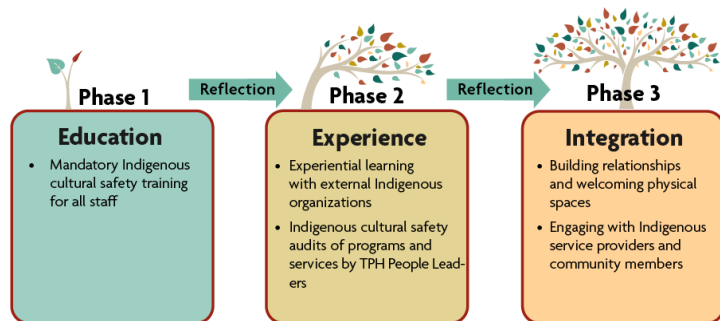 Phase 1
Reflection
Phase 2
Reflection
Phase 3
Education
• Mandatory Indigenous
cultural safety training
for all staff
Experience
• Experiential learning
with external Indigenous
organizations
• Indigenous cultural safety
audits of programs and
services by TPH People Lead-
ers
Integration
• Building relationships
and welcoming physical
spaces
• Engaging with Indigenous
service providers and
community members